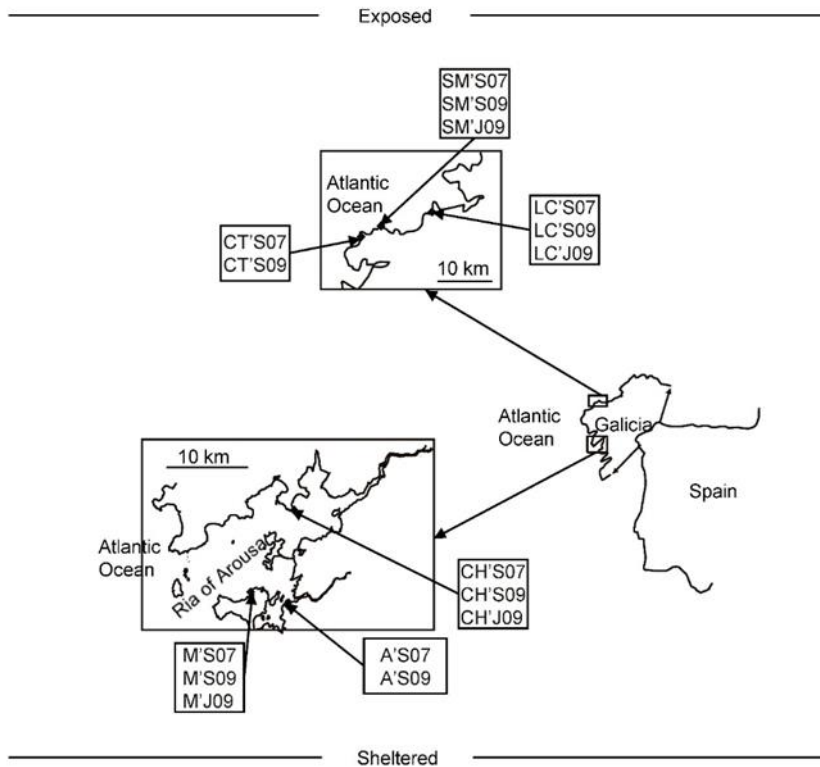 Exposed
SM'S07
SM'S09
SM'J09
Atlantic
Ocean
LC'S07
LC'S09
LC'J09
CT'S07
CT'S09
10 km
Atlantic
Ocean
Galicia
Spain
10 km
Atlantic
Ocean
Ria of Arousa
CH'S07
CH'S09
CH'J09
M'S07
M'S09
M'J09
A'S07
A'S09
Sheltered